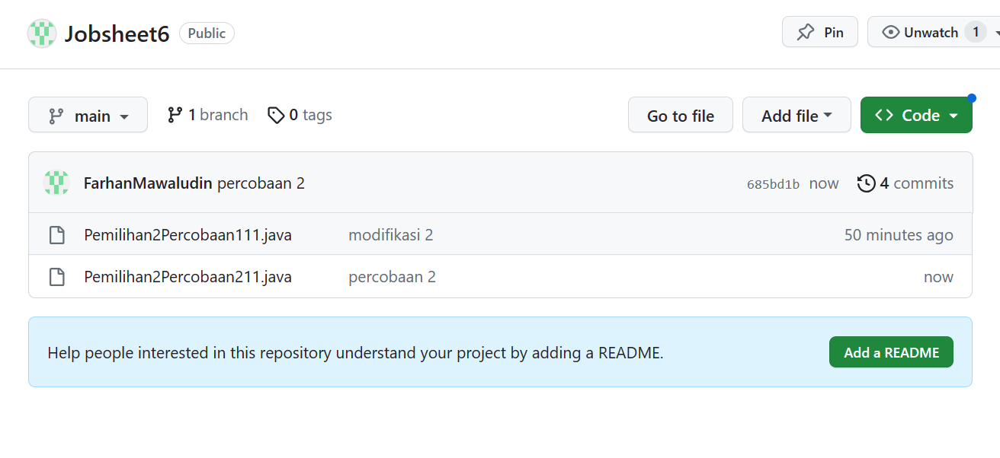 Jobsheet6 Public Pin Unwatch 1
main 1 branch 0 tags Go to file Add file Code
FarhanMawaludin percobaan 2 685bd1b now 4 commits
Pemilihan2Percobaan111.java modifikasi 2 50 minutes ago
Pemilihan2Percobaan211.java percobaan 2 now
Help people interested in this repository understand your project by adding a README. Add a README